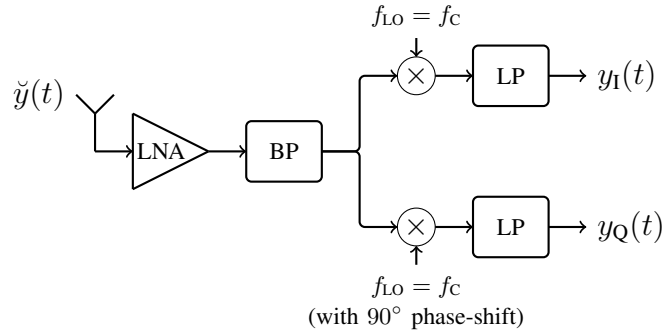 f_LO = f_C
y̆(t)
LNA
BP
×
LP
y_I(t)
×
LP
y_Q(t)
f_LO = f_C
(with 90° phase-shift)